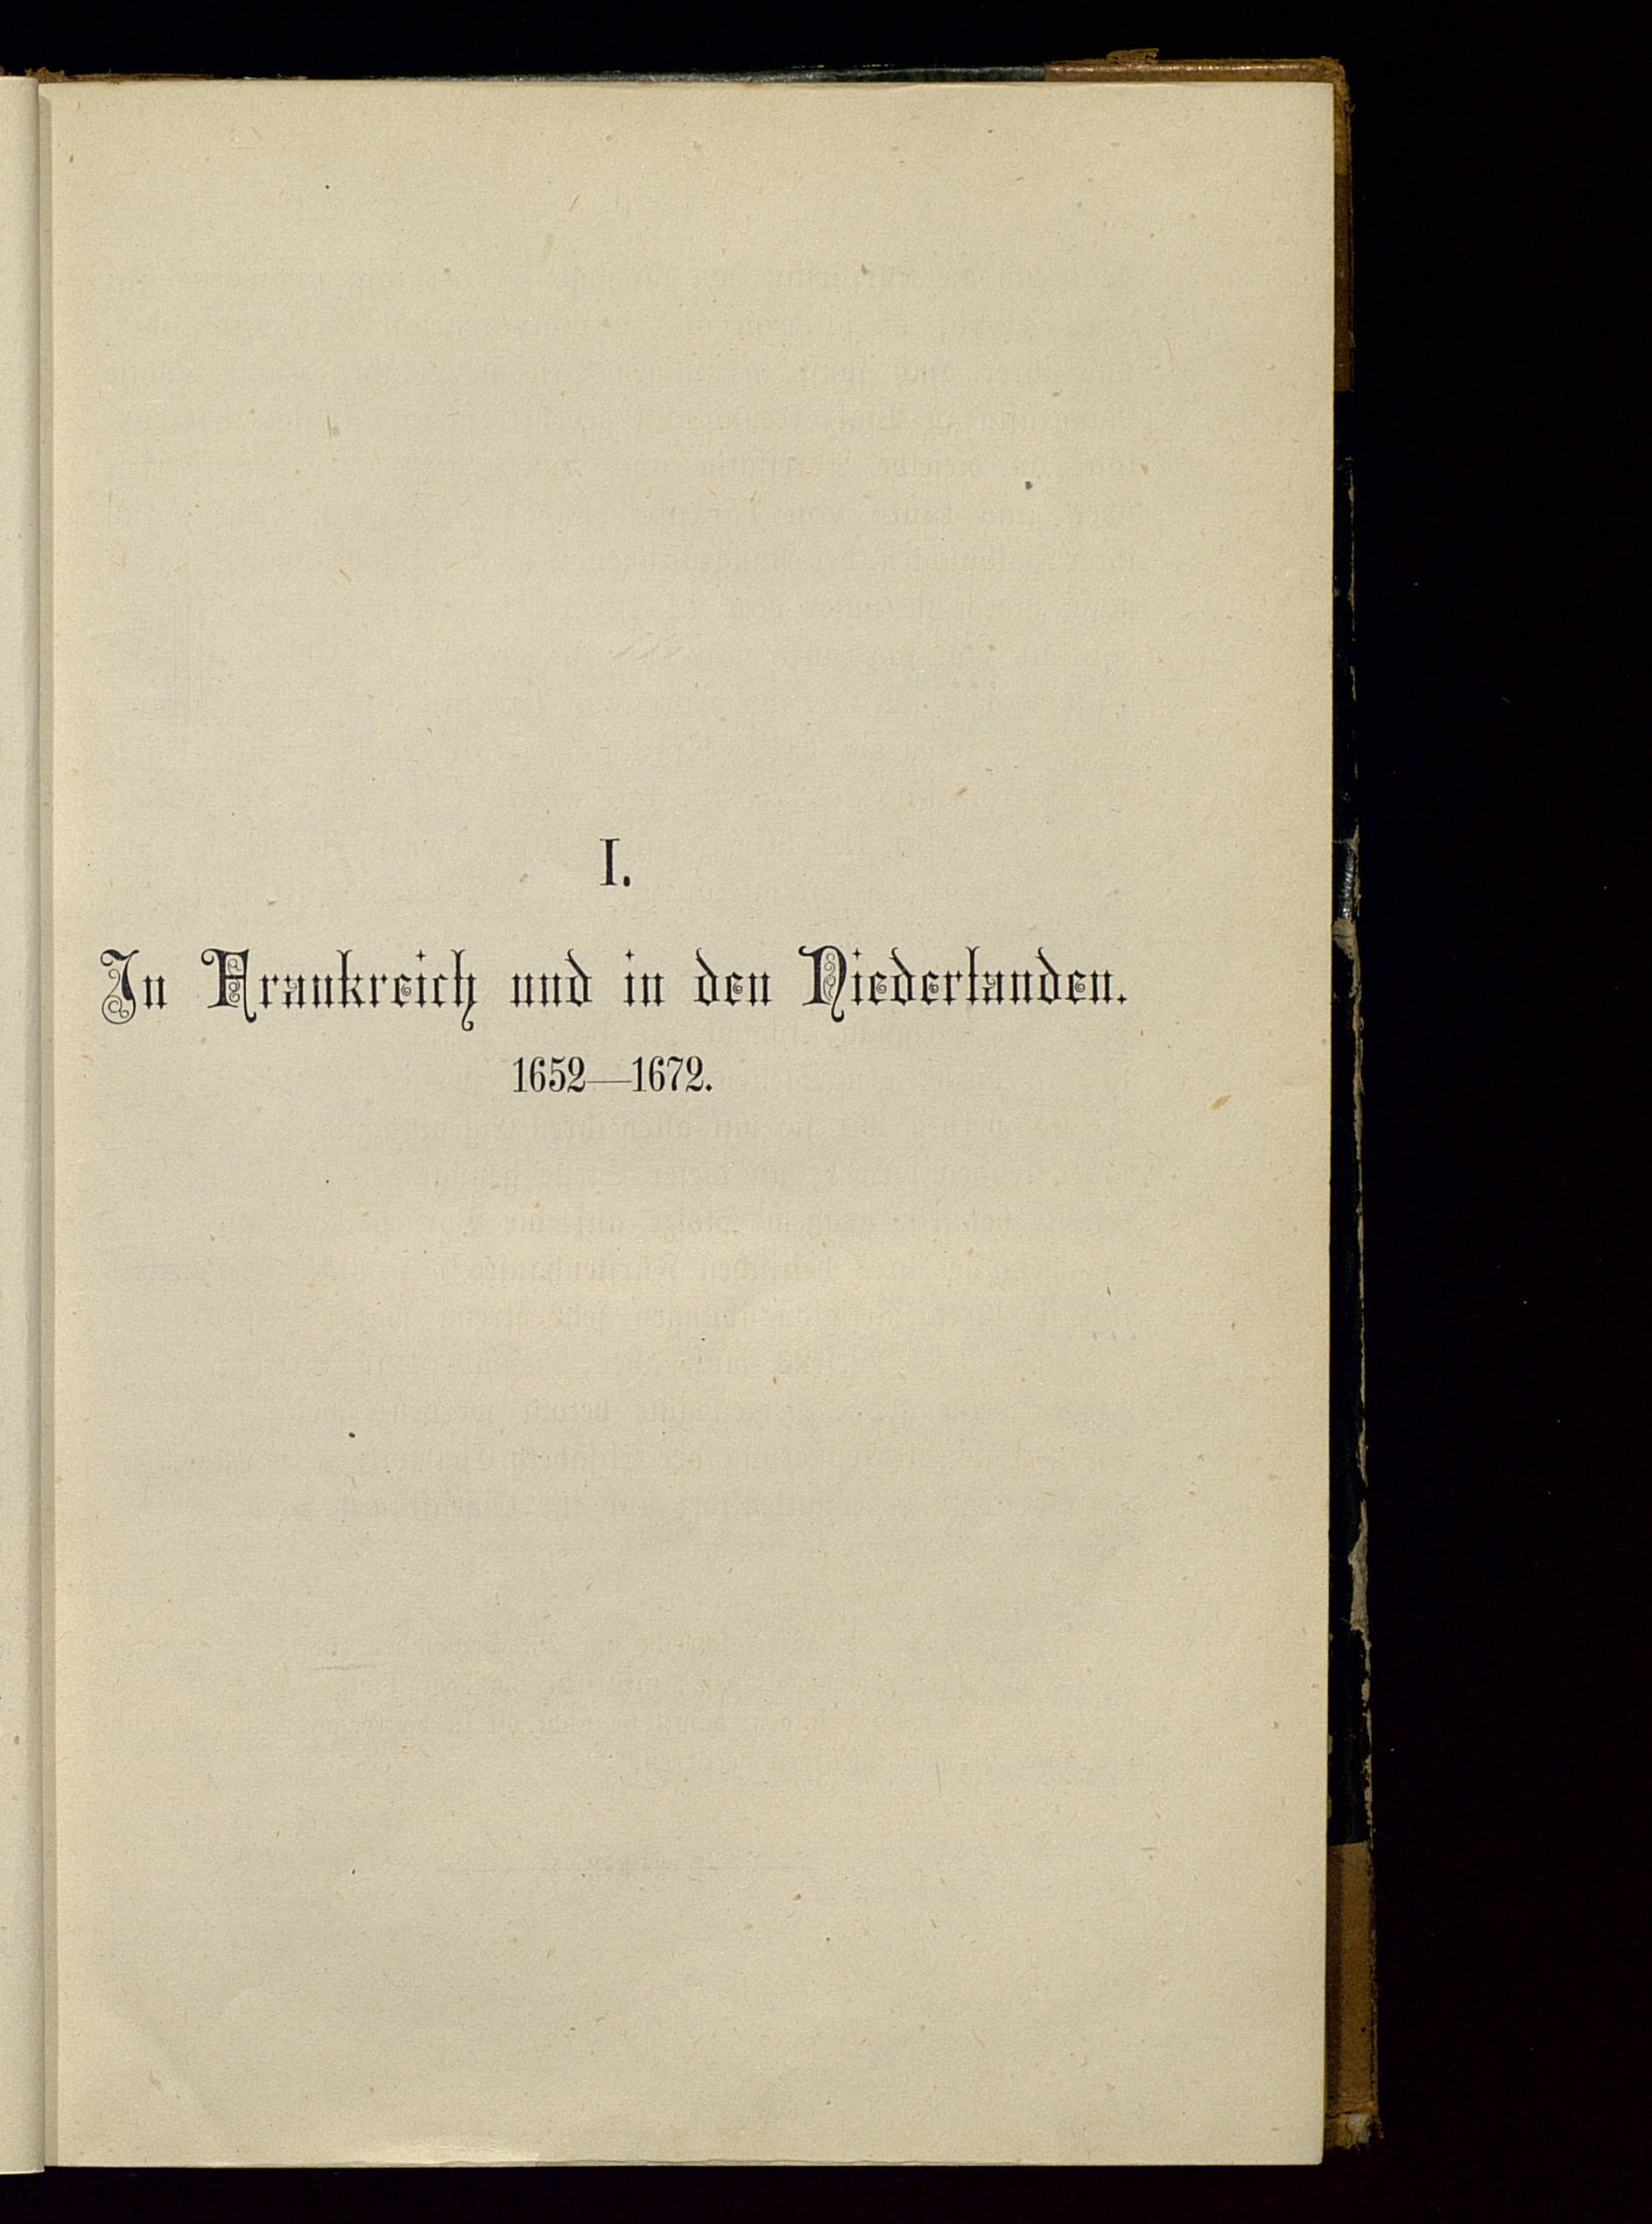 I.
In Frankreich und in den Niederlanden.
1652—1672.